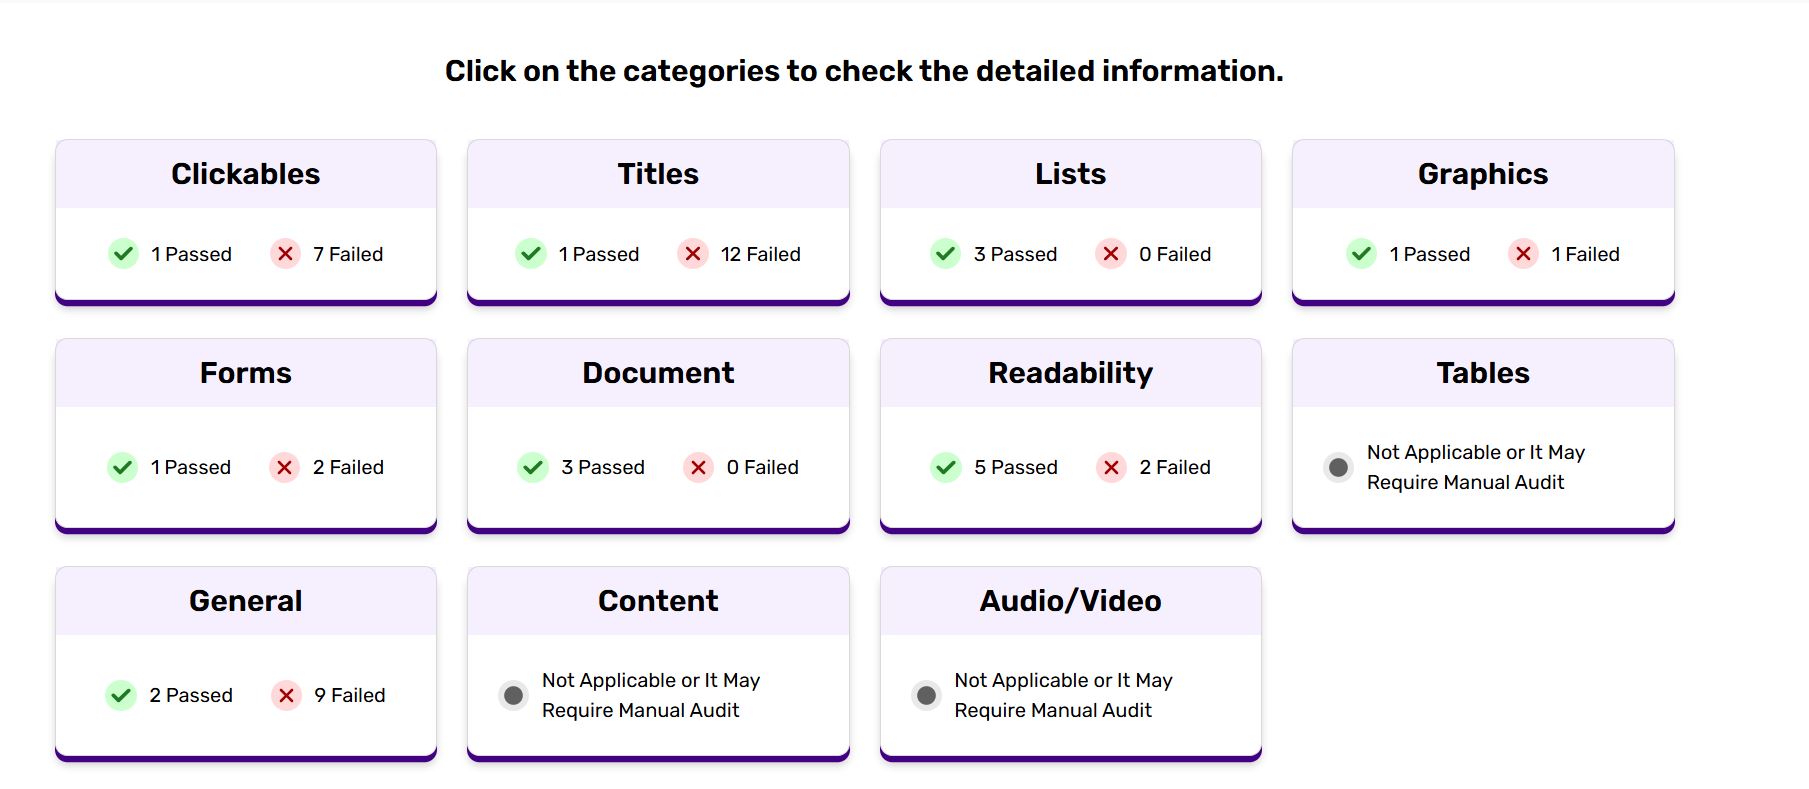 Click on the categories to check the detailed information.
Clickables
1 Passed
7 Failed
Titles
1 Passed
12 Failed
Lists
3 Passed
0 Failed
Graphics
1 Passed
1 Failed
Forms
1 Passed
2 Failed
Document
3 Passed
0 Failed
Readability
5 Passed
2 Failed
Tables
Not Applicable or It May
Require Manual Audit
General
2 Passed
9 Failed
Content
Not Applicable or It May
Require Manual Audit
Audio/Video
Not Applicable or It May
Require Manual Audit